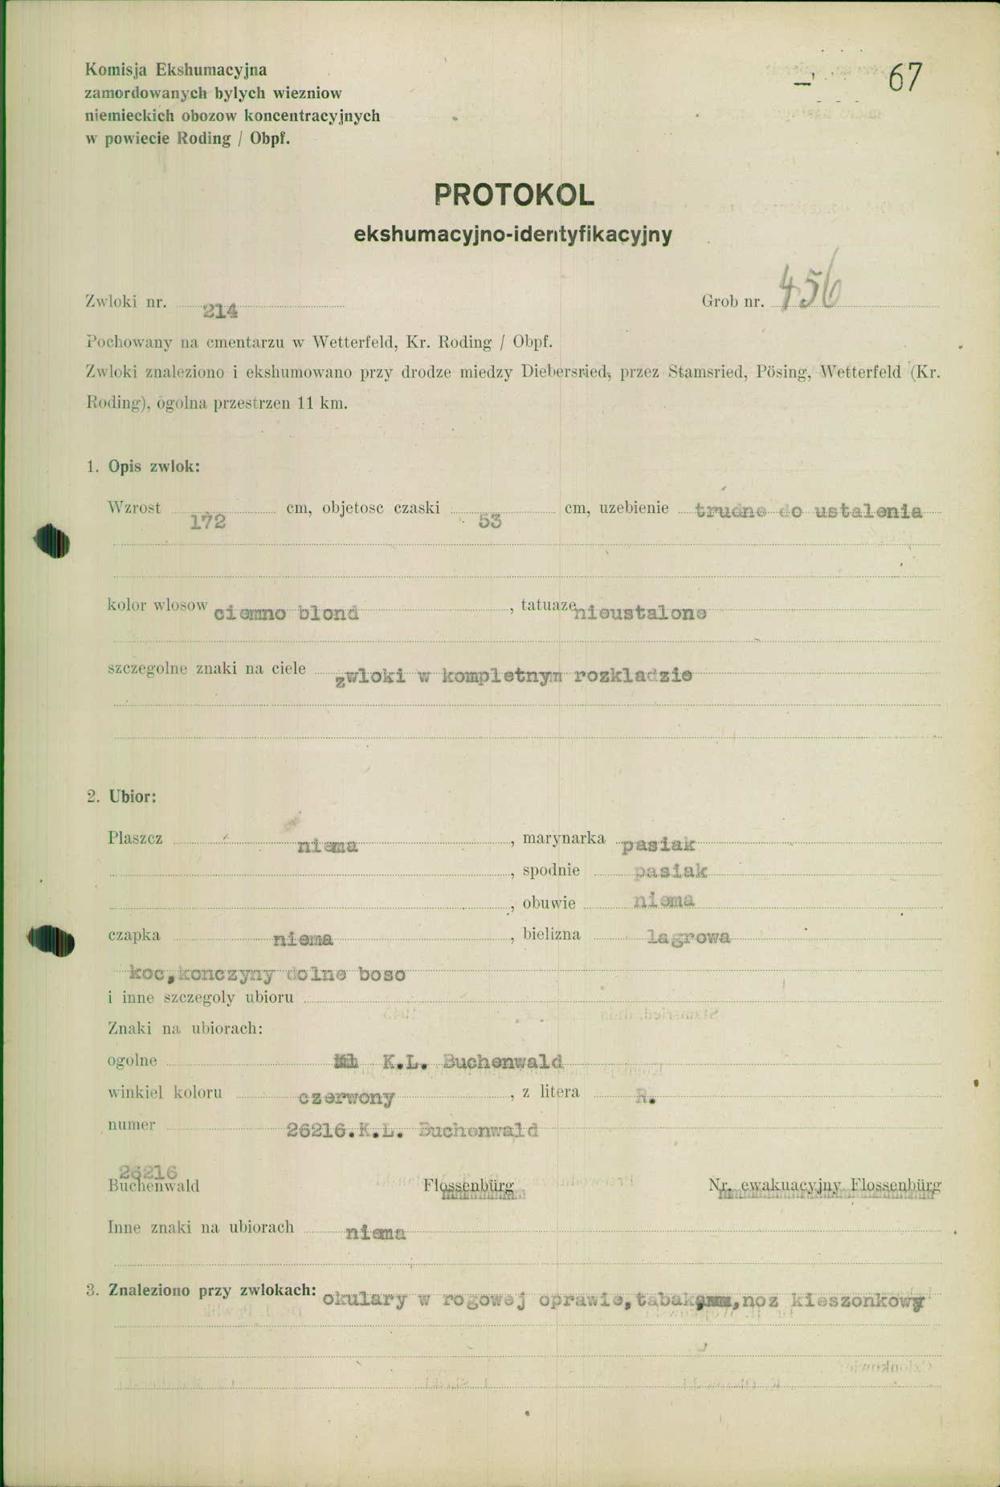 67
Komisja Ekshumacyjna
zamordowanych bylych wiezniow
niemieckich obozow koncentracyjnych
w powiecie Roding / Obpf.
PROTOKOL
ekshumacyjno-identyfikacyjny
Zwloki nr. 214 Grob nr. 456
Pochowany na cmentarzu w Wetterfeld, Kr. Roding / Obpf.
Zwloki znaleziono i ekshumowano przy drodze miedzy Diebersried, przez Stamsried, Pösing, Wetterfeld (Kr.
Roding), ogolna przestrzen 11 km.
1. Opis zwlok:
Wzrost 172 cm, objetosc czaski 53 cm, uzebienie trudne do ustalenia
kolor wlosow ciemno blond , tatuaze nieustalone
szczegolne znaki na ciele zwloki w kompletnym rozkladzie
2. Ubior:
Plaszcz niema , marynarka pasiak
, spodnie pasiak
, obuwie niema
czapka niema , bielizna lagrowa
koc,konczyny dolne boso
i inne szczegoly ubioru
Znaki na ubiorach:
ogolne K.L. Buchenwald
winkiel koloru czerwony , z litera R.
numer 26216.K.L. Buchenwald
26216
Buchenwald Flossenbürg Nr. ewakuacyjny Flossenbürg
Inne znaki na ubiorach niema
3. Znaleziono przy zwlokach: okulary w rogowej oprawie, noz kieszonkowy